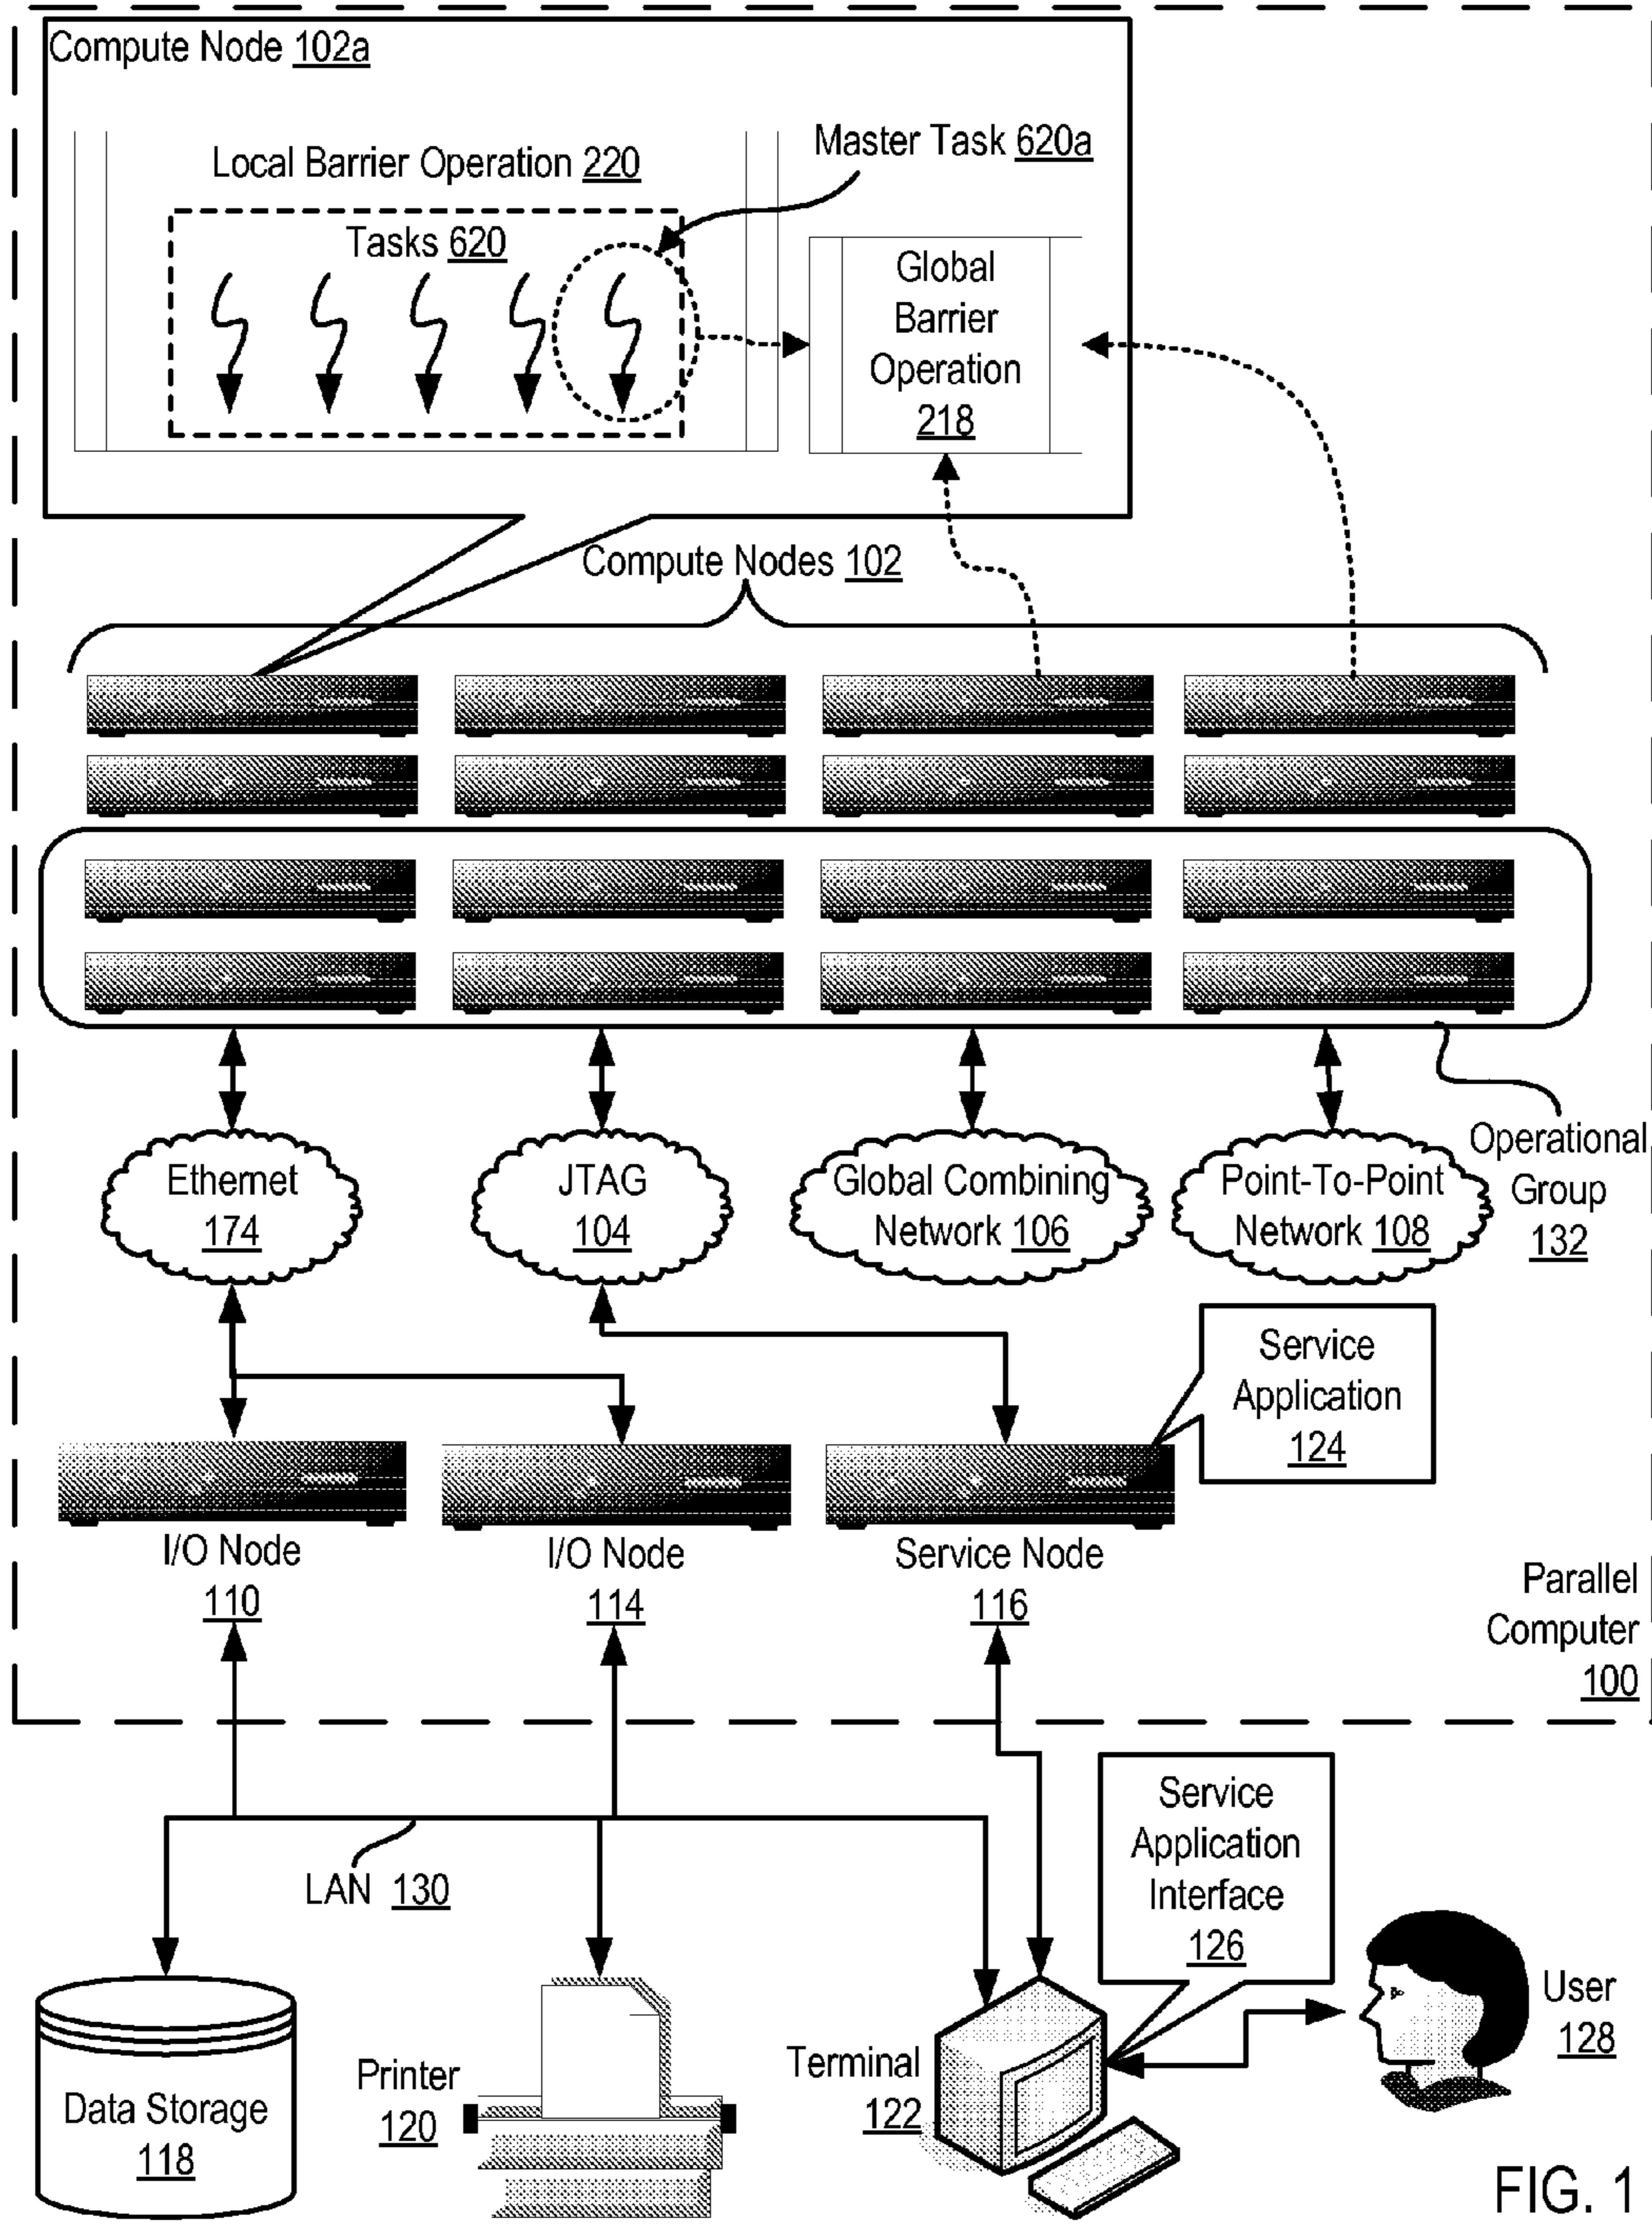 Compute Node 102a
Master Task 620a
Local Barrier Operation 220
Tasks 620
Global
Barrier
Operation
218
Compute Nodes 102
Operational
Group
132
Ethernet
174
JTAG
104
Global Combining
Network 106
Point-To-Point
Network 108
Service
Application
124
I/O Node
110
I/O Node
114
Service Node
116
Parallel
Computer
100
Service
Application
Interface
126
LAN 130
Data Storage
118
Printer
120
Terminal
122
User
128
FIG. 1